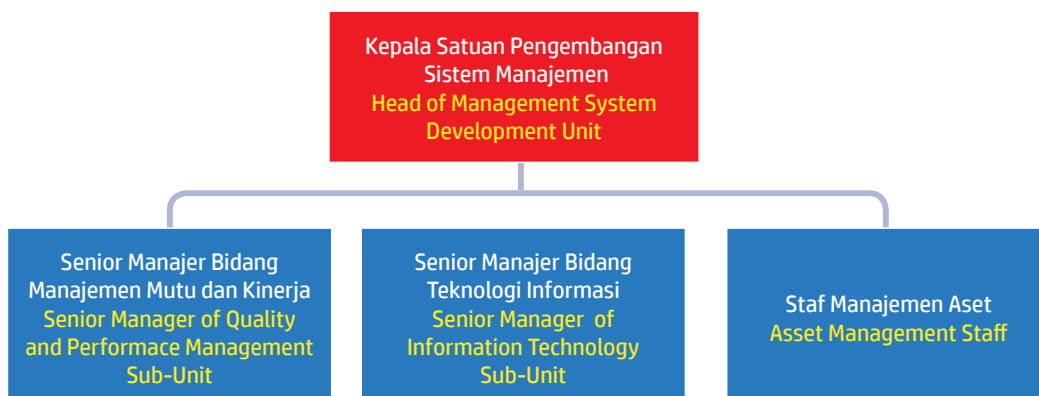 Kepala Satuan Pengembangan
Sistem Manajemen
Head of Management System
Development Unit
Senior Manajer Bidang
Manajemen Mutu dan Kinerja
Senior Manager of Quality
and Performace Management
Sub-Unit
Senior Manajer Bidang
Teknologi Informasi
Senior Manager of
Information Technology
Sub-Unit
Staf Manajemen Aset
Asset Management Staff